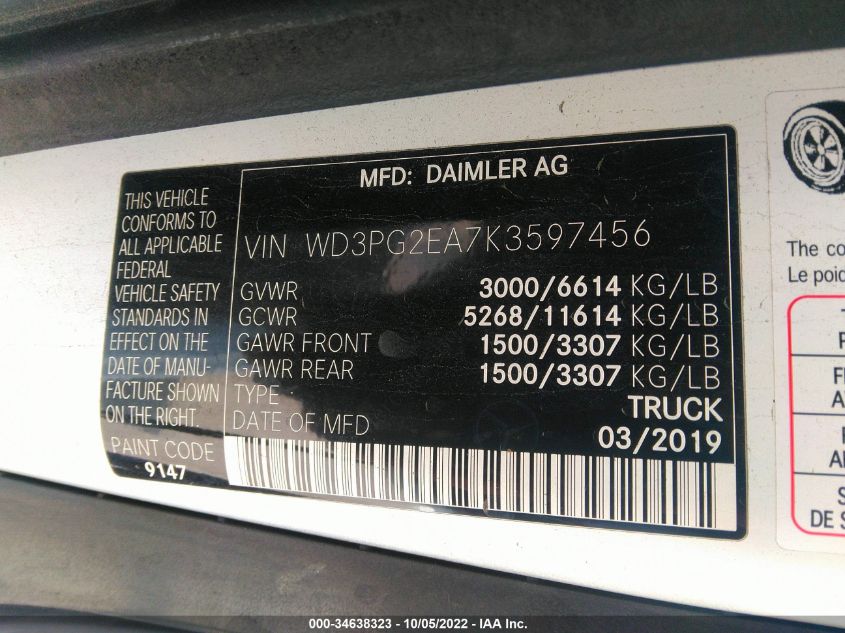 MFD: DAIMLER AG
THIS VEHICLE
CONFORMS TO
ALL APPLICABLE
FEDERAL
VEHICLE SAFETY
STANDARDS IN
EFFECT ON THE
DATE OF MANU-
FACTURE SHOWN
ON THE RIGHT.
PAINT CODE
9147
VIN WD3PG2EA7K3597456
GVWR 3000/6614 KG/LB
GCWR 5268/11614 KG/LB
GAWR FRONT 1500/3307 KG/LB
GAWR REAR 1500/3307 KG/LB
TYPE TRUCK
DATE OF MFD 03/2019
The
Le
DE
000-34638323 - 10/05/2022 - IAA Inc.